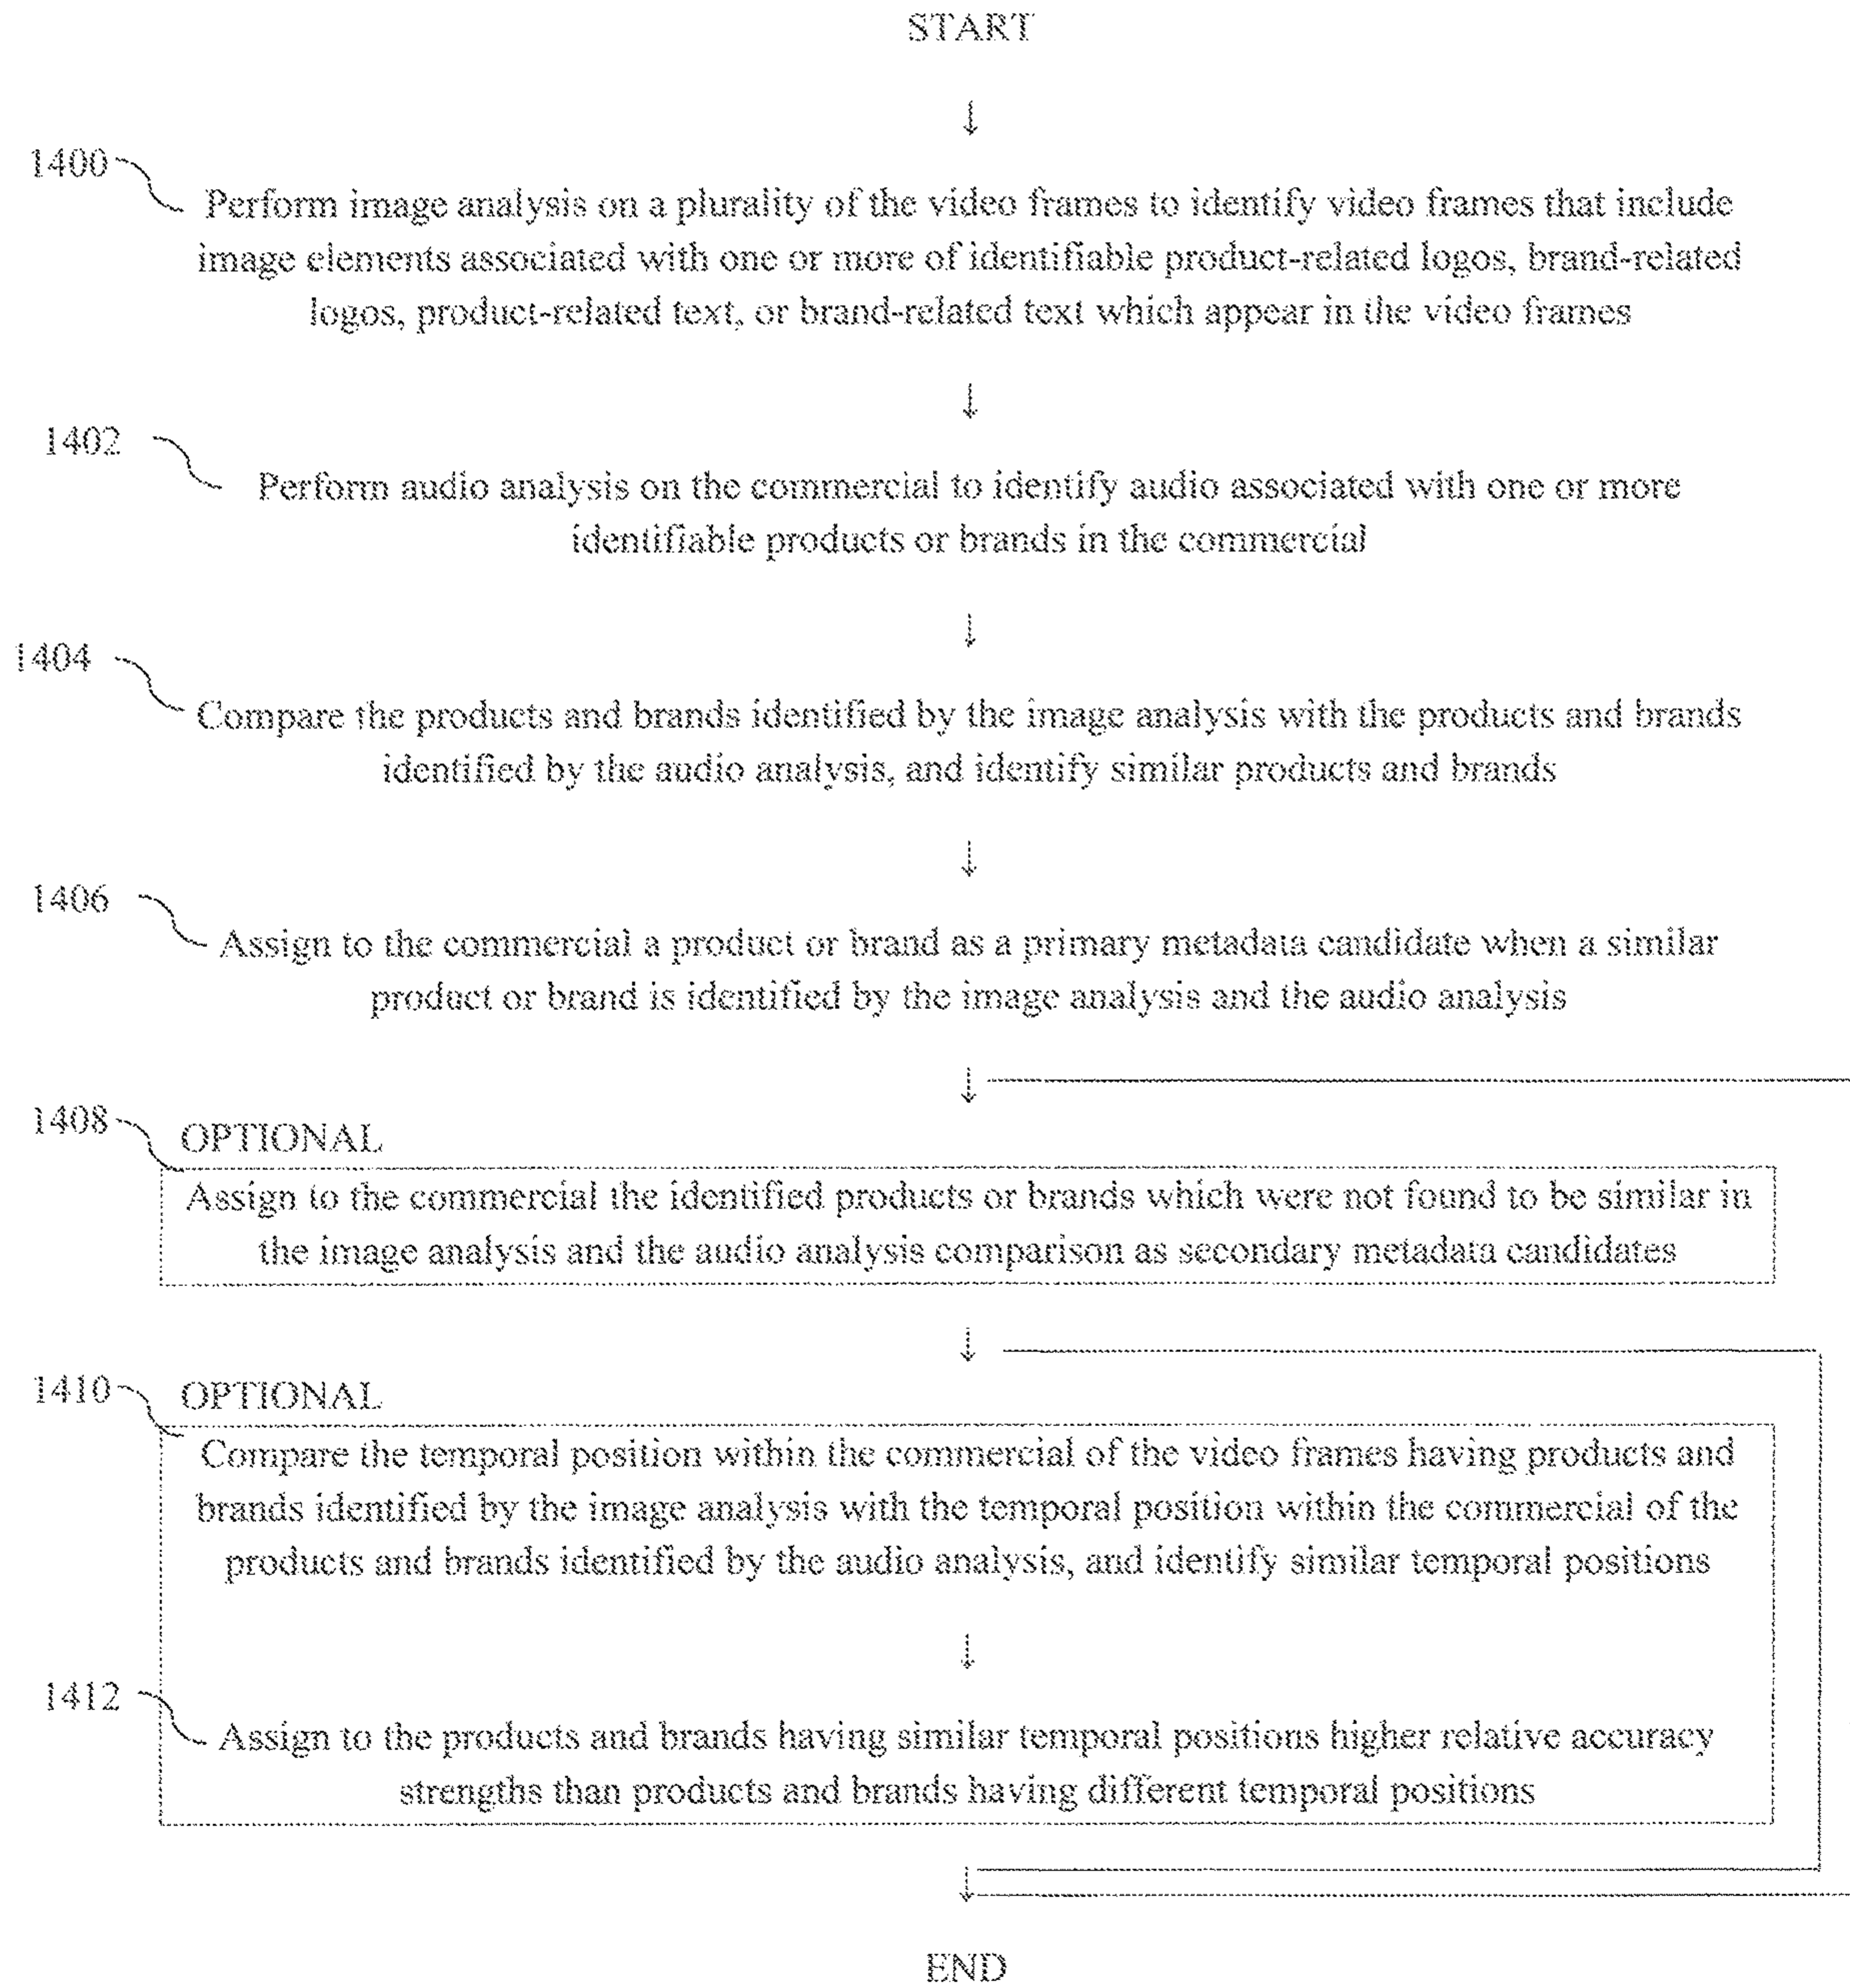 START
↓
1400
Perform image analysis on a plurality of the video frames to identify video frames that include
image elements associated with one or more of identifiable product-related logos, brand-related
logos, product-related text, or brand-related text which appear in the video frames
↓
1402
Perform audio analysis on the commercial to identify audio associated with one or more
identifiable products or brands in the commercial
↓
1404
Compare the products and brands identified by the image analysis with the products and brands
identified by the audio analysis, and identify similar products and brands
↓
1406
Assign to the commercial a product or brand as a primary metadata candidate when a similar
product or brand is identified by the image analysis and the audio analysis
↓
1408
OPTIONAL
Assign to the commercial the identified products or brands which were not found to be similar in
the image analysis and the audio analysis comparison as secondary metadata candidates
↓
1410
OPTIONAL
Compare the temporal position within the commercial of the video frames having products and
brands identified by the image analysis with the temporal position within the commercial of the
products and brands identified by the audio analysis, and identify similar temporal positions
↓
1412
Assign to the products and brands having similar temporal positions higher relative accuracy
strengths than products and brands having different temporal positions
↓
END